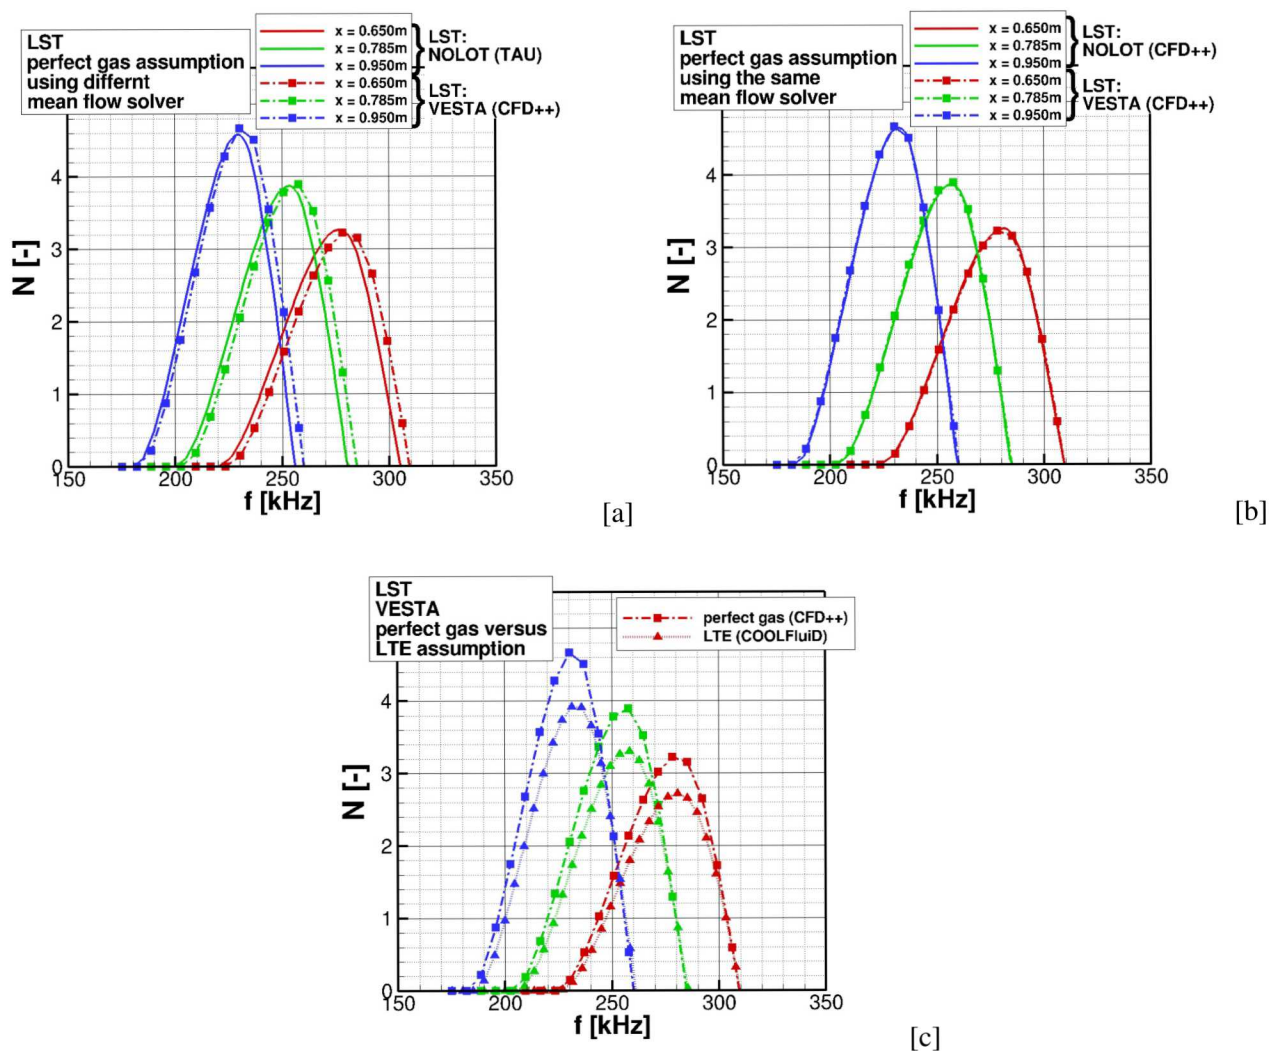 LST
perfect gas assumption
using differnt
mean flow solver
x = 0.650m
x = 0.785m
x = 0.950m
x = 0.650m
x = 0.785m
x = 0.950m
LST:
NOLOT (TAU)
LST:
VESTA (CFD++)
N [-]
4
3
2
1
0
150 200 250 300 350
f [kHz]
[a]
LST
perfect gas assumption
using the same
mean flow solver
x = 0.650m
x = 0.785m
x = 0.950m
x = 0.650m
x = 0.785m
x = 0.950m
LST:
NOLOT (CFD++)
LST:
VESTA (CFD++)
N [-]
4
3
2
1
0
150 200 250 300 350
f [kHz]
[b]
LST
VESTA
perfect gas versus
LTE assumption
perfect gas (CFD++)
LTE (COOLFluiD)
N [-]
4
3
2
1
0
150 200 250 300 350
f [kHz]
[c]